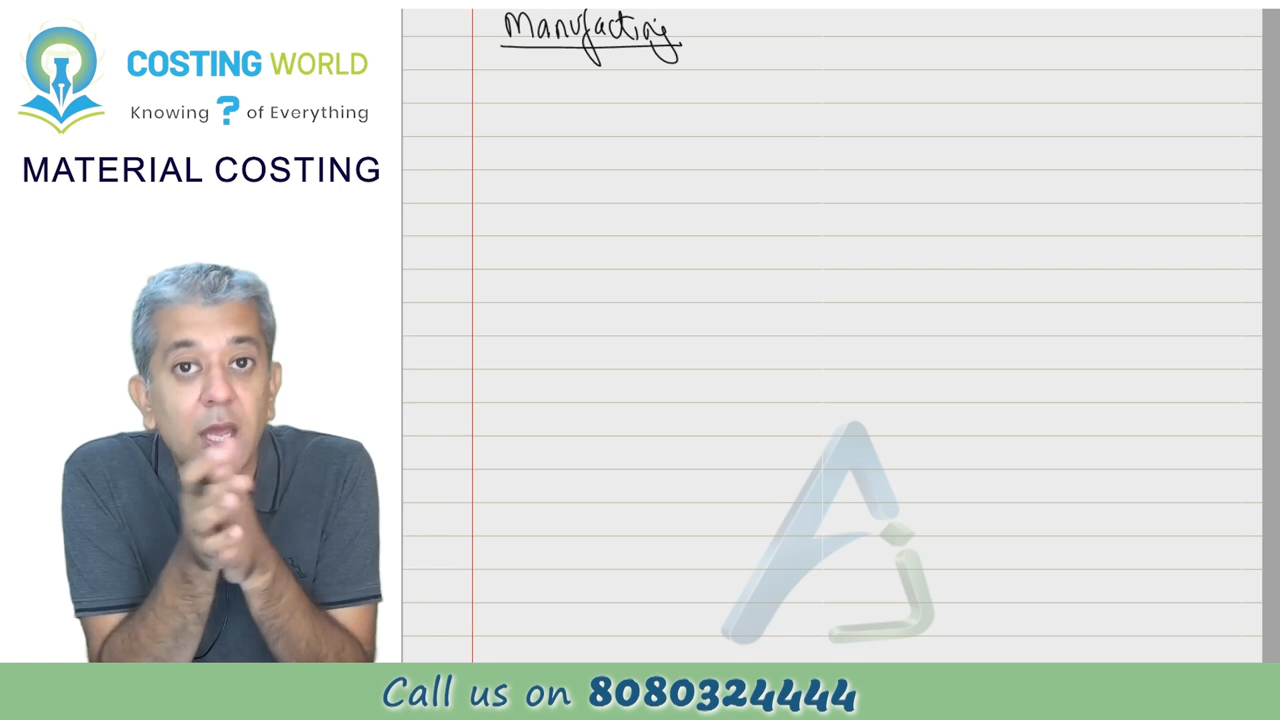 COSTING WORLD
Knowing ? of Everything
MATERIAL COSTING
Manufacturing
Call us on 8080324444